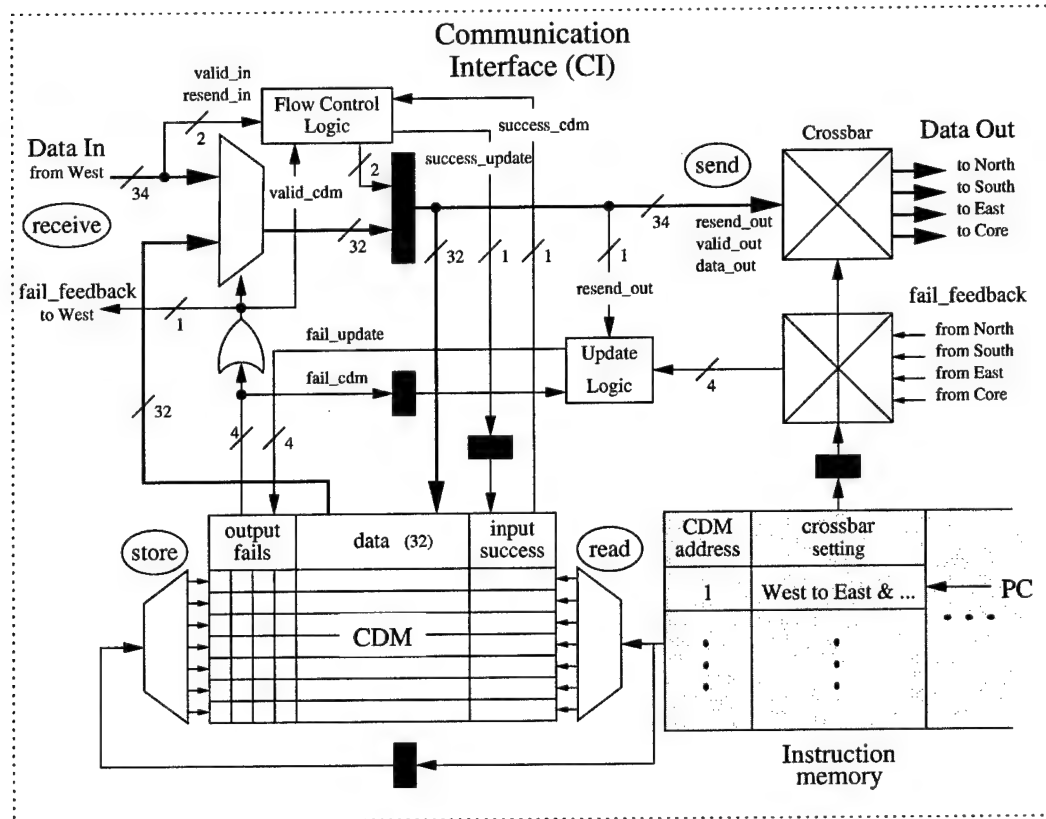 Communication
Interface (CI)
valid_in
resend_in
2
Flow Control
Logic
success_cdm
success_update
Crossbar
Data Out
Data In
from West
34
valid_cdm
2
send
to North
to South
to East
to Core
receive
32
32
1
1
1
34
resend_out
valid_out
data_out
resend_out
fail_feedback
to West
1
fail_feedback
from North
from South
from East
from Core
fail_update
fail_cdm
Update
Logic
4
32
4
4
output
fails
data (32)
input
success
store
read
CDM
CDM
address
crossbar
setting
1
West to East & ...
PC
Instruction
memory